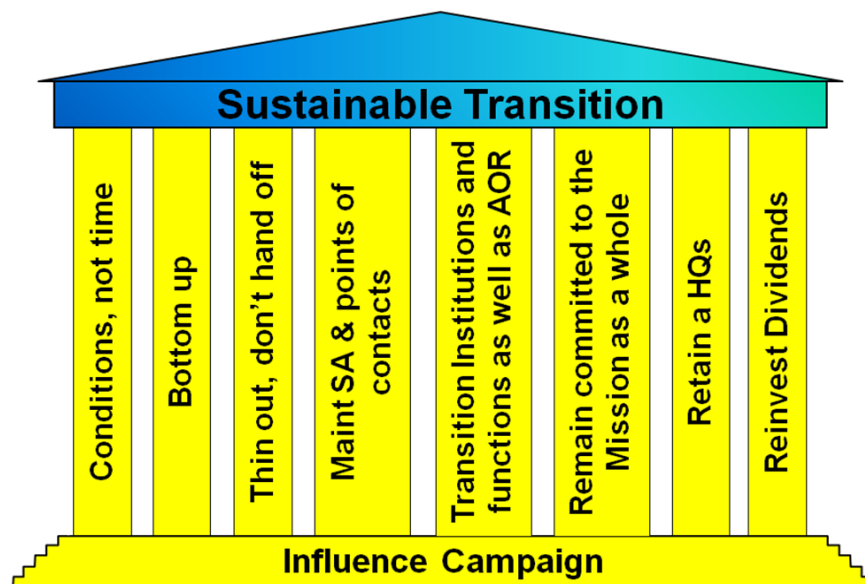 Sustainable Transition
Conditions, not time
Bottom up
Thin out, don't hand off
Maint SA & points of
contacts
Transition Institutions and
functions as well as AOR
Remain committed to the
Mission as a whole
Retain a HQs
Reinvest Dividends
Influence Campaign